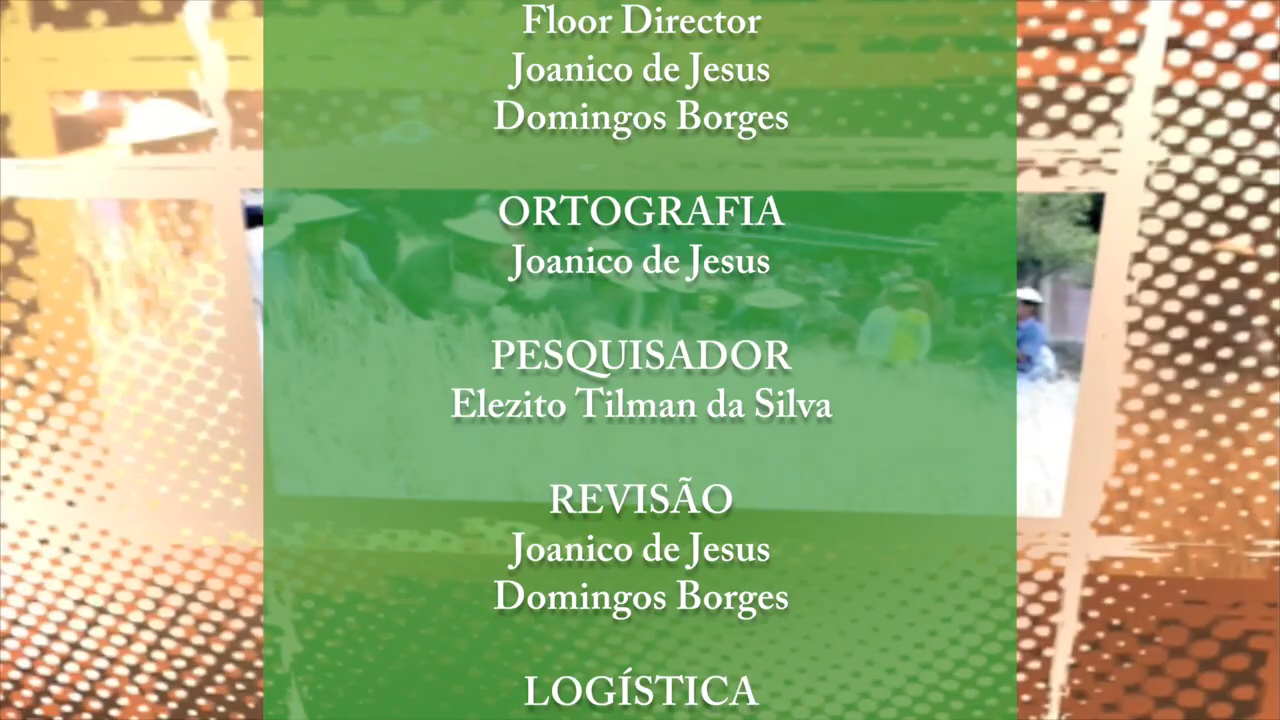 Floor Director
Joanico de Jesus
Domingos Borges
ORTOGRAFIA
Joanico de Jesus
PESQUISADOR
Elezito Tilman da Silva
REVISÃO
Joanico de Jesus
Domingos Borges
LOGÍSTICA